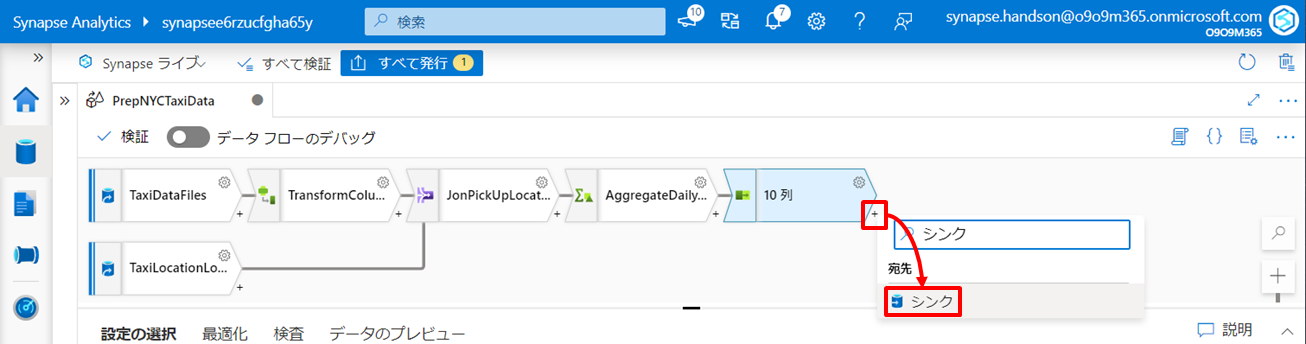 Synapse Analytics ▸ synapsee6rzucfgha65y
検索
10
7
synapse.handson@o9o9m365.onmicrosoft.com
O9O9M365
Synapse ライブ
すべて検証
すべて発行 1
PrepNYCTaxiData
検証
データ フローのデバッグ
TaxiDataFiles
TransformColu...
JonPickUpLocat...
AggregateDaily...
10 列
シンク
宛先
TaxiLocationLo...
シンク
設定の選択
最適化
検査
データのプレビュー
説明